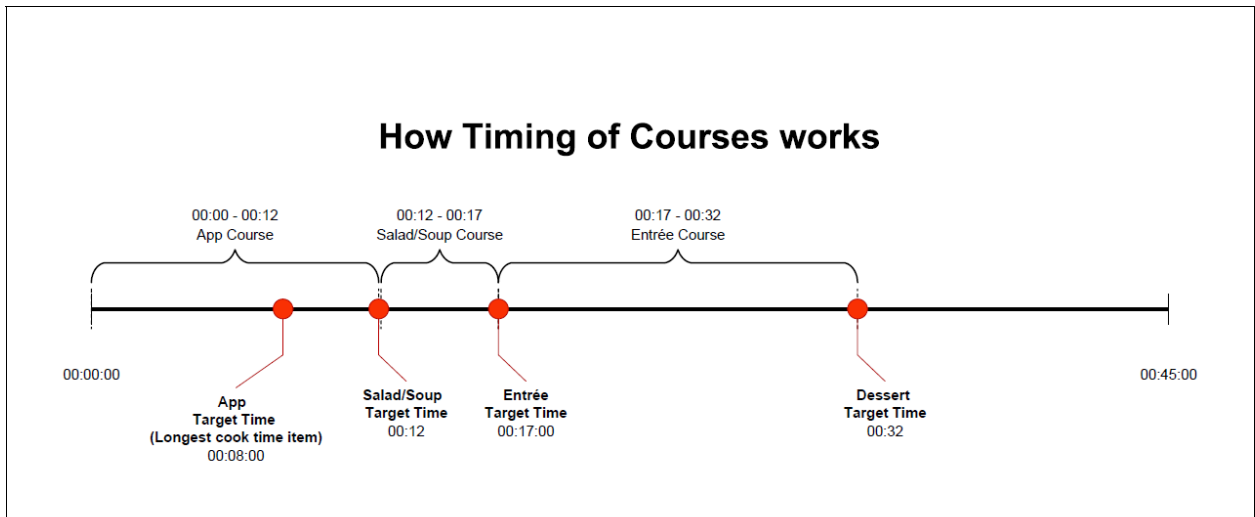 How Timing of Courses works
00:00 - 00:12
App Course
00:12 - 00:17
Salad/Soup Course
00:17 - 00:32
Entrée Course
00:00:00
00:45:00
App
Target Time
(Longest cook time item)
00:08:00
Salad/Soup
Target Time
00:12
Entrée
Target Time
00:17:00
Dessert
Target Time
00:32